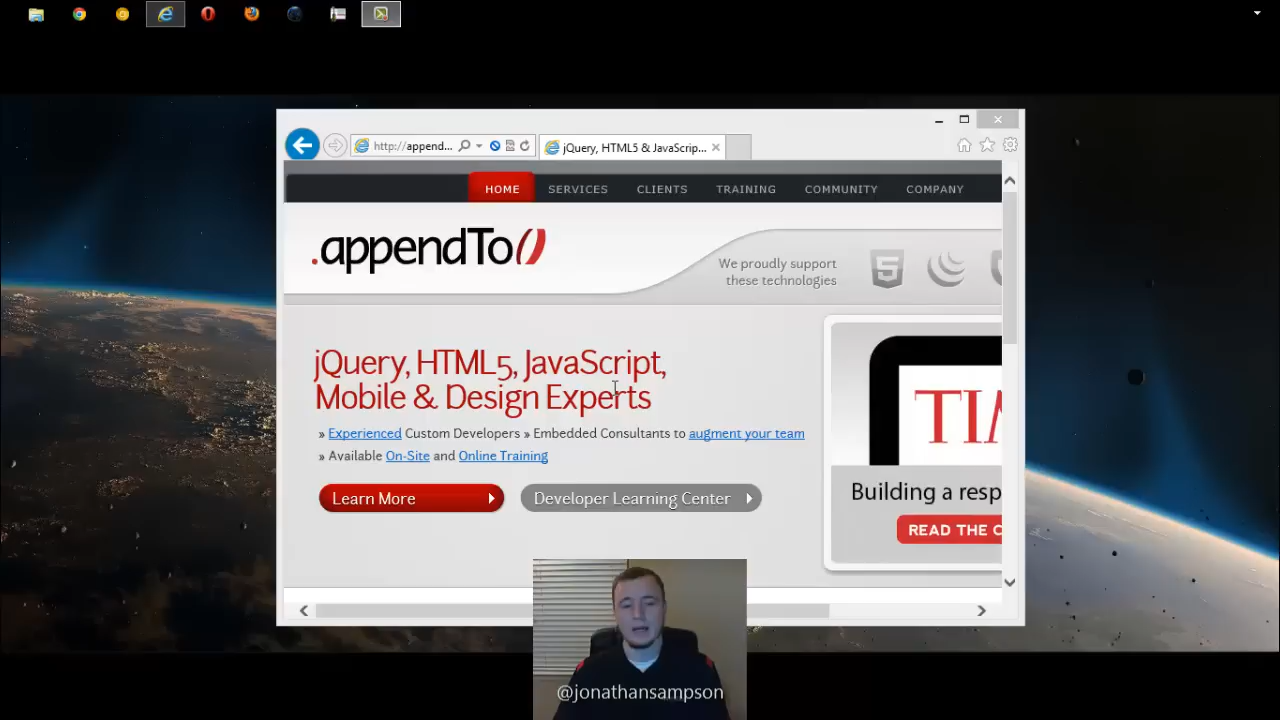 http://append...
jQuery, HTML5 & JavaScrip...
HOME SERVICES CLIENTS TRAINING COMMUNITY COMPANY
.appendTo()
We proudly support
these technologies
5
jQuery, HTML5, JavaScript,
Mobile & Design Experts
» Experienced Custom Developers » Embedded Consultants to augment your team
» Available On-Site and Online Training
Learn More
Developer Learning Center
TIM
Building a resp
READ THE C
@jonathansampson